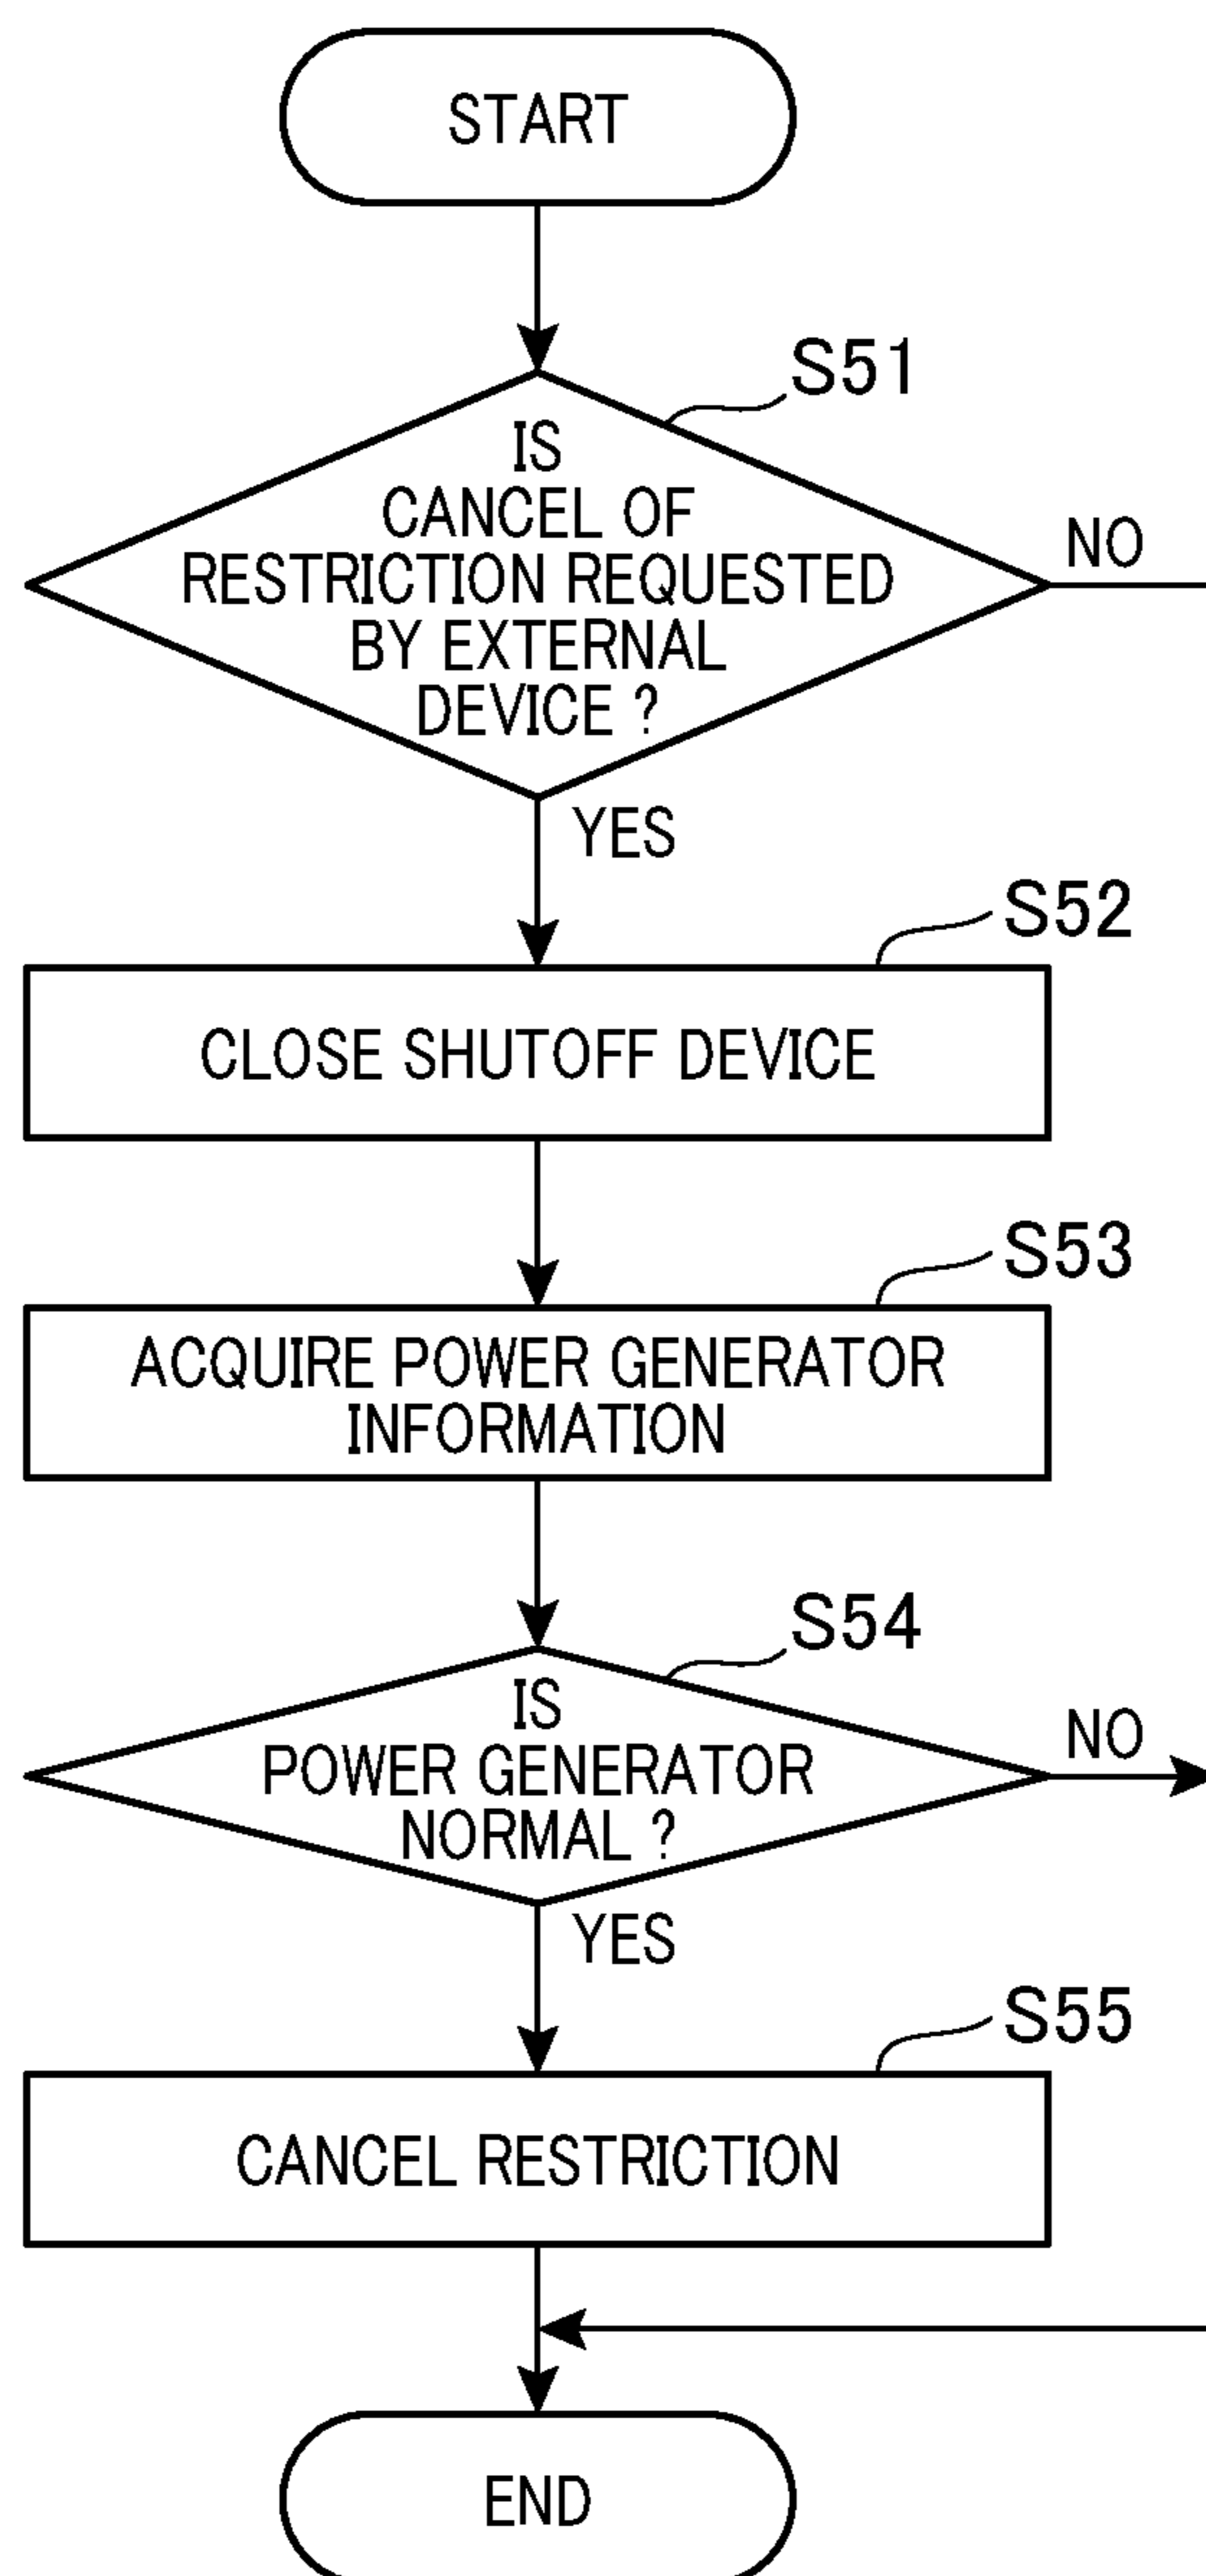 START
S51
IS
CANCEL OF
RESTRICTION REQUESTED
BY EXTERNAL
DEVICE ?
NO
YES
S52
CLOSE SHUTOFF DEVICE
S53
ACQUIRE POWER GENERATOR
INFORMATION
S54
IS
POWER GENERATOR
NORMAL ?
NO
YES
S55
CANCEL RESTRICTION
END